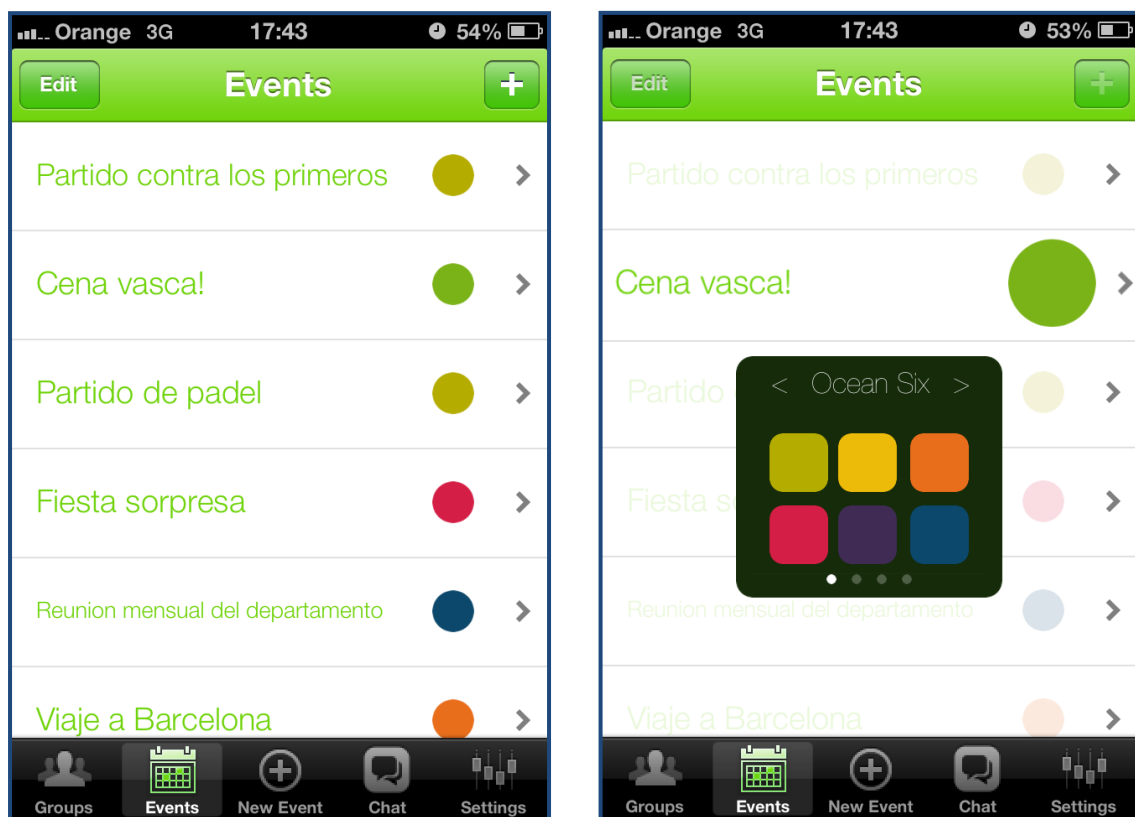 Orange 3G 17:43 54%
Edit Events +
Partido contra los primeros
Cena vasca!
Partido de padel
Fiesta sorpresa
Reunion mensual del departamento
Viaje a Barcelona
Groups Events New Event Chat Settings
Orange 3G 17:43 53%
Edit Events +
Partido contra los primeros
Cena vasca!
Partido
< Ocean Six >
Fiesta s
Reunion mensual del departamento
Viaje a Barcelona
Groups Events New Event Chat Settings